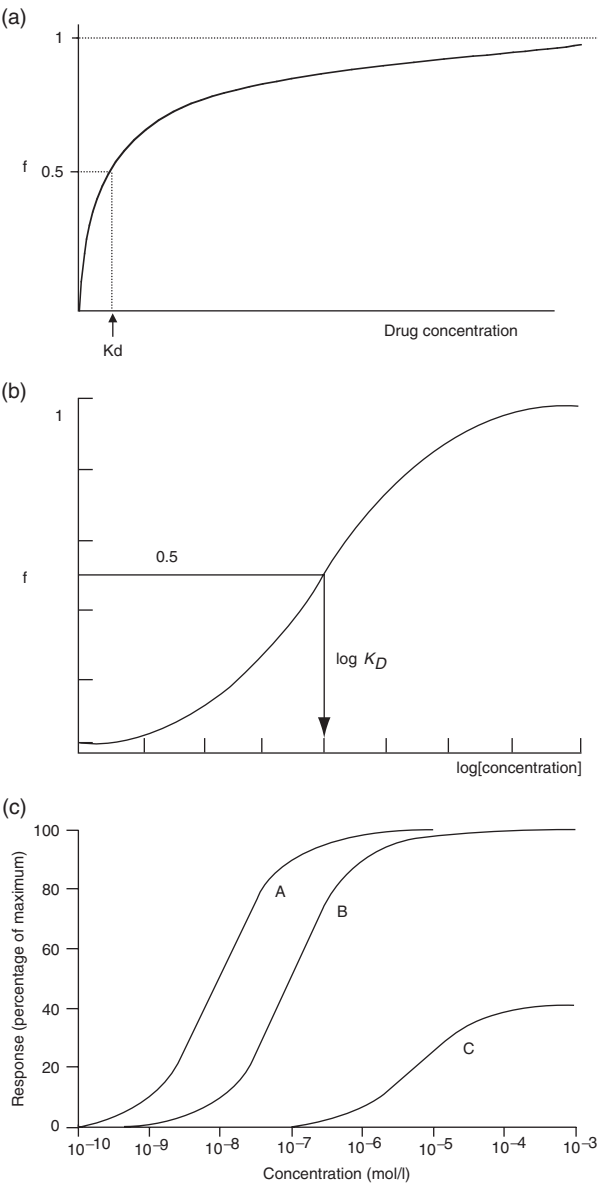 (a)
1
f 0.5
Drug concentration
Kd
(b)
1
0.5
f
log K_D
log[concentration]
(c)
Response (percentage of maximum)
100
80
60
40
20
0
A
B
C
10⁻¹⁰ 10⁻⁹ 10⁻⁸ 10⁻⁷ 10⁻⁶ 10⁻⁵ 10⁻⁴ 10⁻³
Concentration (mol/l)